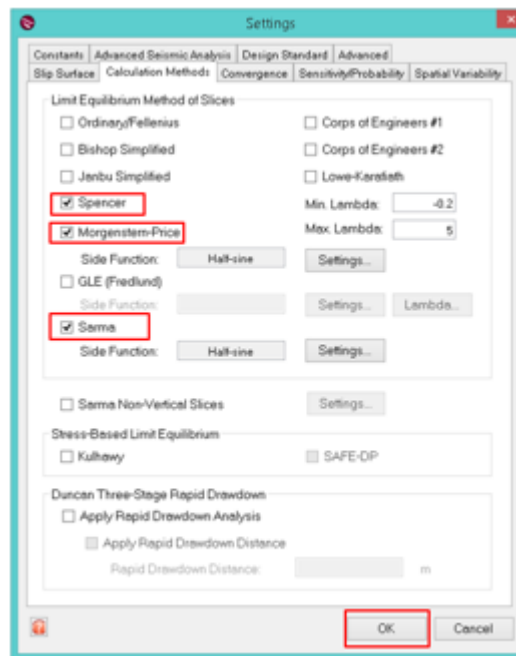 Settings
Constants Advanced Seismic Analysis Design Standard Advanced
Slip Surface Calculation Methods Convergence Sensitivity/Probability Spatial Variability
Limit Equilibrium Method of Slices
Ordinary/Fellenius Corps of Engineers #1
Bishop Simplified Corps of Engineers #2
Janbu Simplified Lowe-Karafiath
Spencer Min. Lambda: -0.2
Morgenstern-Price Max. Lambda: 5
Side Function: Half-sine Settings...
GLE (Fredlund)
Side Function: Settings... Lambda...
Sarma
Side Function: Half-sine Settings...
Sarma Non-Vertical Slices Settings...
Stress-Based Limit Equilibrium
Kulhawy SAFE-DP
Duncan Three-Stage Rapid Drawdown
Apply Rapid Drawdown Analysis
Apply Rapid Drawdown Distance
Rapid Drawdown Distance: m
OK Cancel